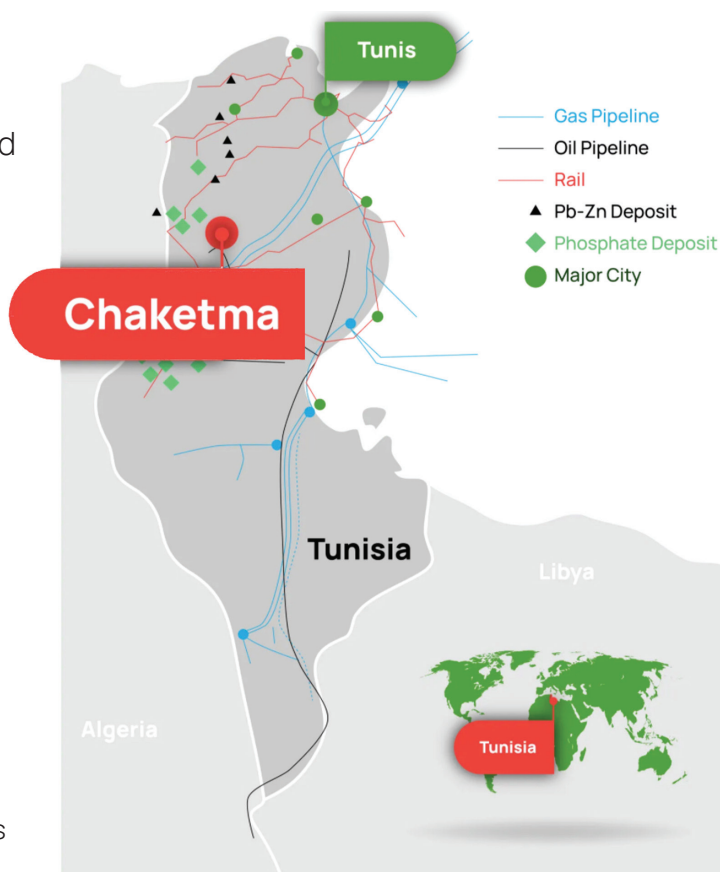 Tunis
Gas Pipeline
Oil Pipeline
Rail
Pb-Zn Deposit
Phosphate Deposit
Major City
Chaketma
Tunisia
Libya
Algeria
Tunisia